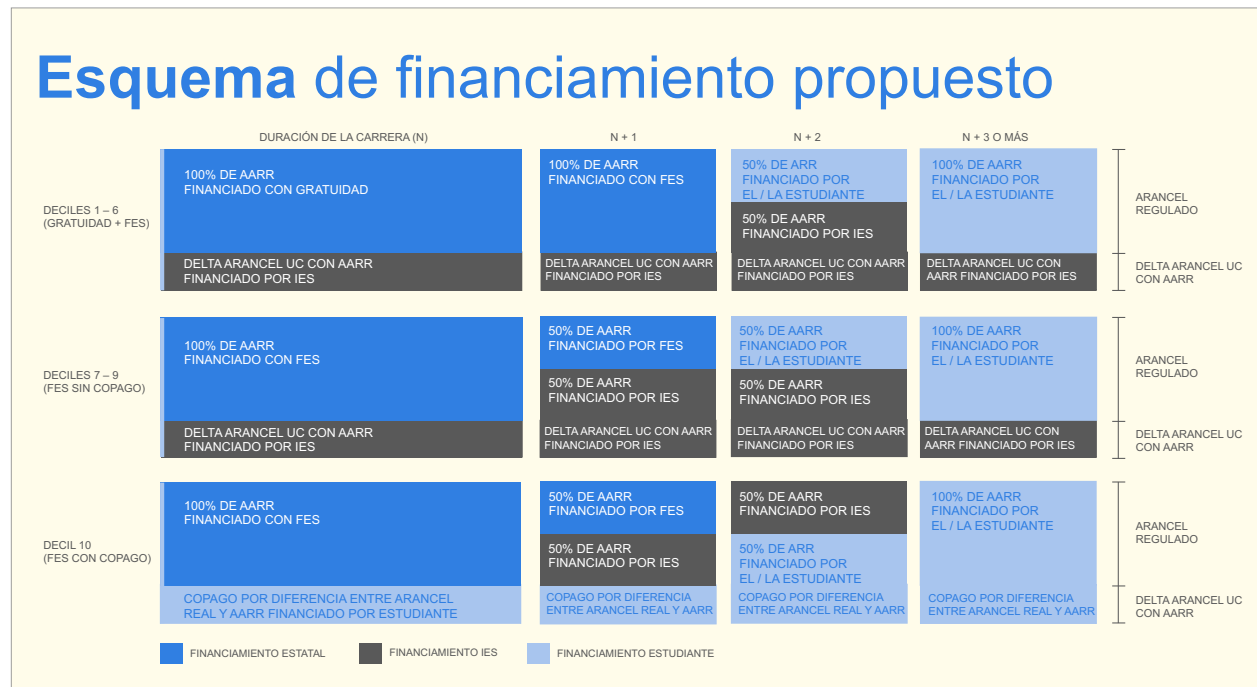 Esquema de financiamiento propuesto
DURACIÓN DE LA CARRERA (N)
N + 1
N + 2
N + 3 O MÁS
DECILES 1 – 6
(GRATUIDAD + FES)
100% DE AARR
FINANCIADO CON GRATUIDAD
DELTA ARANCEL UC CON AARR
FINANCIADO POR IES
100% DE AARR
FINANCIADO CON FES
DELTA ARANCEL UC CON AARR
FINANCIADO POR IES
50% DE ARR
FINANCIADO POR
EL / LA ESTUDIANTE
50% DE AARR
FINANCIADO POR IES
DELTA ARANCEL UC CON AARR
FINANCIADO POR IES
100% DE AARR
FINANCIADO POR
EL / LA ESTUDIANTE
DELTA ARANCEL UC CON
AARR FINANCIADO POR IES
ARANCEL
REGULADO
DELTA ARANCEL UC
CON AARR
DECILES 7 – 9
(FES SIN COPAGO)
100% DE AARR
FINANCIADO CON FES
DELTA ARANCEL UC CON AARR
FINANCIADO POR IES
50% DE AARR
FINANCIADO POR FES
50% DE AARR
FINANCIADO POR IES
DELTA ARANCEL UC CON AARR
FINANCIADO POR IES
50% DE AARR
FINANCIADO POR
EL / LA ESTUDIANTE
50% DE AARR
FINANCIADO POR IES
DELTA ARANCEL UC CON AARR
FINANCIADO POR IES
100% DE AARR
FINANCIADO POR
EL / LA ESTUDIANTE
DELTA ARANCEL UC CON
AARR FINANCIADO POR IES
ARANCEL
REGULADO
DELTA ARANCEL UC
CON AARR
DECIL 10
(FES CON COPAGO)
100% DE AARR
FINANCIADO CON FES
COPAGO POR DIFERENCIA ENTRE ARANCEL
REAL Y AARR FINANCIADO POR ESTUDIANTE
50% DE AARR
FINANCIADO POR FES
50% DE AARR
FINANCIADO POR IES
COPAGO POR DIFERENCIA
ENTRE ARANCEL REAL Y AARR
50% DE AARR
FINANCIADO POR IES
50% DE ARR
FINANCIADO POR
EL / LA ESTUDIANTE
COPAGO POR DIFERENCIA
ENTRE ARANCEL REAL Y AARR
100% DE AARR
FINANCIADO POR
EL / LA ESTUDIANTE
COPAGO POR DIFERENCIA
ENTRE ARANCEL REAL Y AARR
ARANCEL
REGULADO
DELTA ARANCEL UC
CON AARR
FINANCIAMIENTO ESTATAL
FINANCIAMIENTO IES
FINANCIAMIENTO ESTUDIANTE